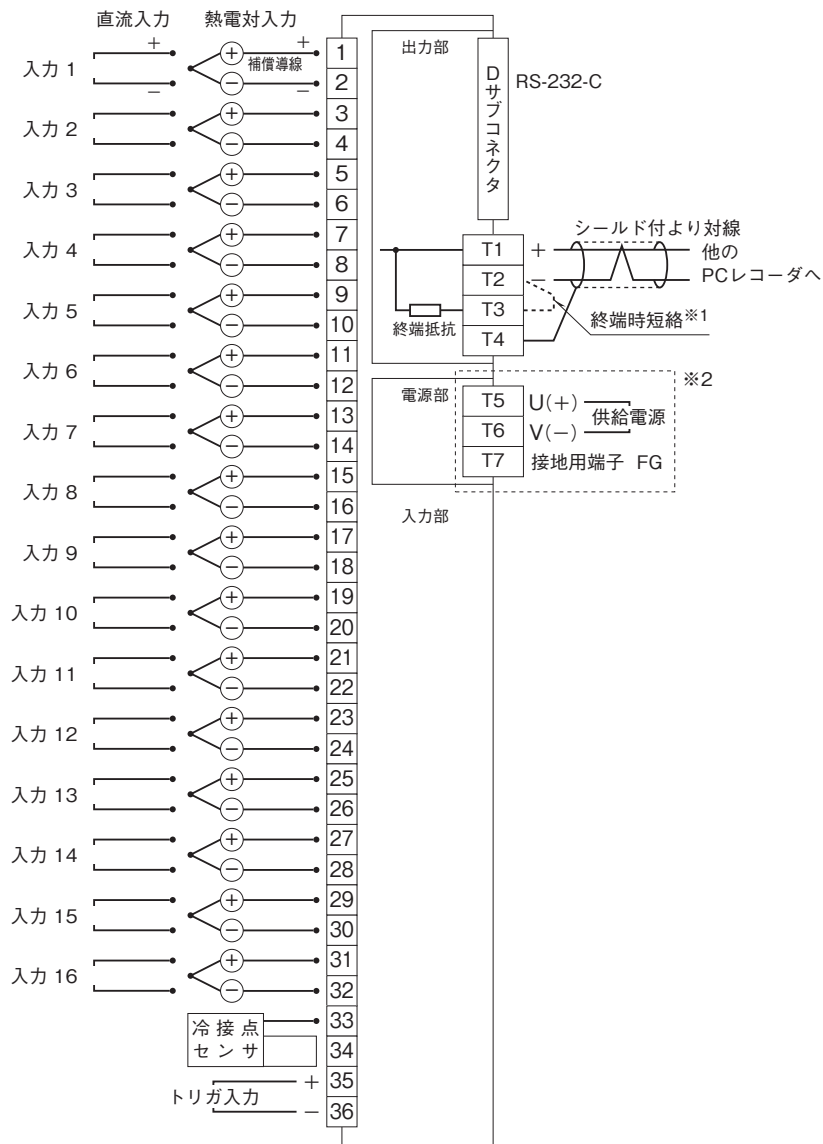 直流入力 熱電対入力
入力 1 + − + − + 補償導線 − 1
2
入力 2 + − 3
4
入力 3 + − 5
6
入力 4 + − 7
8
入力 5 + − 9
10
入力 6 + − 11
12
入力 7 + − 13
14
入力 8 + − 15
16
入力 9 + − 17
18
入力 10 + − 19
20
入力 11 + − 21
22
入力 12 + − 23
24
入力 13 + − 25
26
入力 14 + − 27
28
入力 15 + − 29
30
入力 16 + − 31
32
冷接点
センサ
33
34
トリガ入力 + 35
− 36
出力部
Dサブコネクタ
RS-232-C
T1 +
T2 −
T3
T4
シールド付より対線
他の
PCレコーダへ
終端抵抗
終端時短絡※1
電源部
※2
T5 U(+)
T6 V(−)
供給電源
T7 接地用端子 FG
入力部